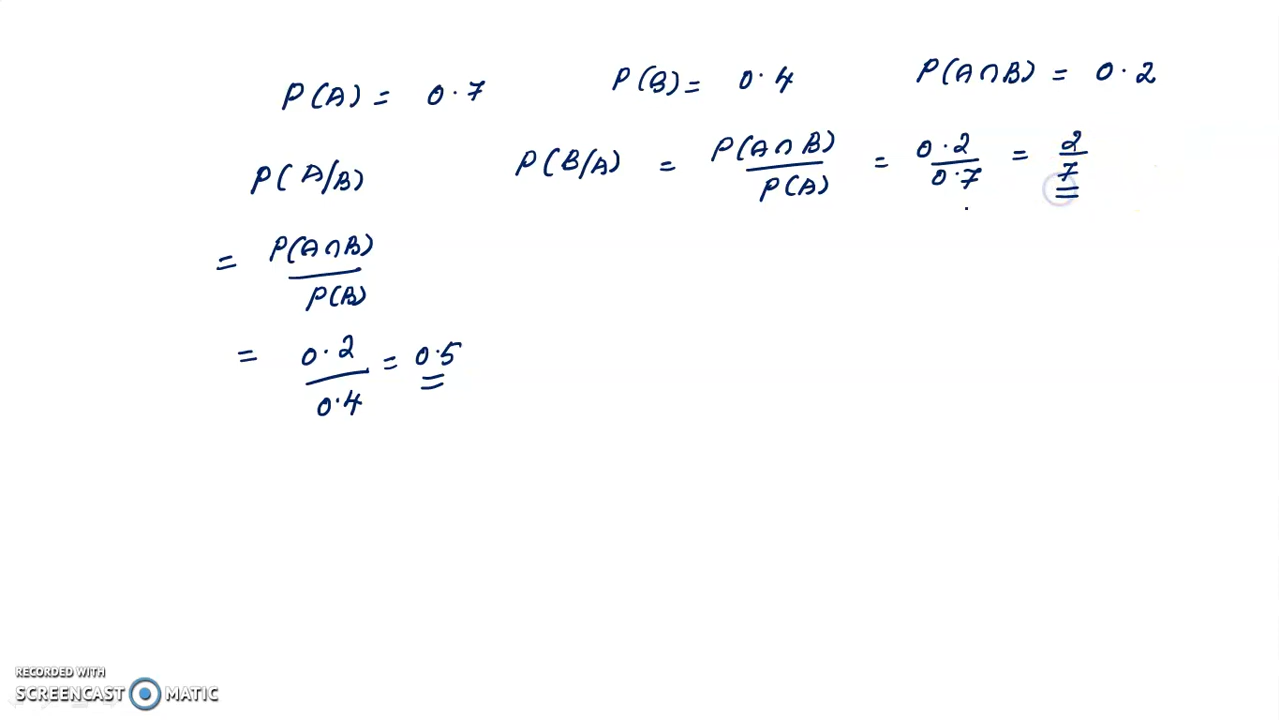 P(A) = 0.7 P(B) = 0.4 P(A∩B) = 0.2
P(A/B) P(B/A) = P(A∩B)/P(A) = 0.2/0.7 = 2/7
= P(A∩B)/P(B)
= 0.2/0.4 = 0.5
RECORDED WITH
SCREENCAST MATIC